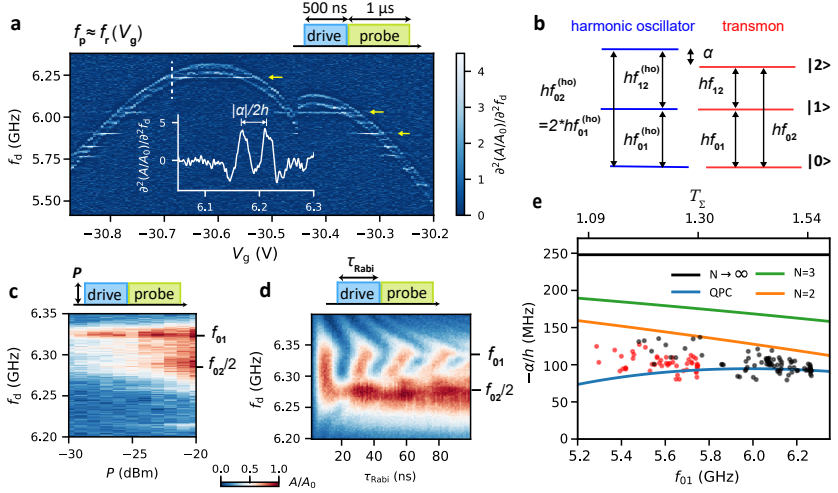 a
f_p ≈ f_r (V_g)
500 ns
1 µs
drive
probe
6.25
6.00
5.75
5.50
f_d (GHz)
|α|/2h
∂²(A/A₀)/∂²f_d
5
0
6.1
6.2
6.3
−30.8
−30.7
−30.6
−30.5
−30.4
−30.3
−30.2
V_g (V)
4
3
2
1
0
∂²(A/A₀)/∂²f_d
b
harmonic oscillator
transmon
α
|2>
|1>
|0>
hf_02^(ho)
=2*hf_01^(ho)
hf_12^(ho)
hf_01^(ho)
hf_12
hf_01
hf_02
c
P
drive
probe
6.35
6.30
6.25
6.20
f_d (GHz)
f_01
f_02/2
−30
−25
−20
P (dBm)
0.0
0.5
1.0
A/A₀
d
τ_Rabi
drive
probe
6.40
6.35
6.30
6.25
6.20
f_d (GHz)
f_01
f_02/2
20
40
60
80
τ_Rabi (ns)
e
T_Σ
1.09
1.30
1.54
250
200
150
100
50
0
−α/h (MHz)
N → ∞
QPC
N=3
N=2
5.2
5.4
5.6
5.8
6.0
6.2
f_01 (GHz)